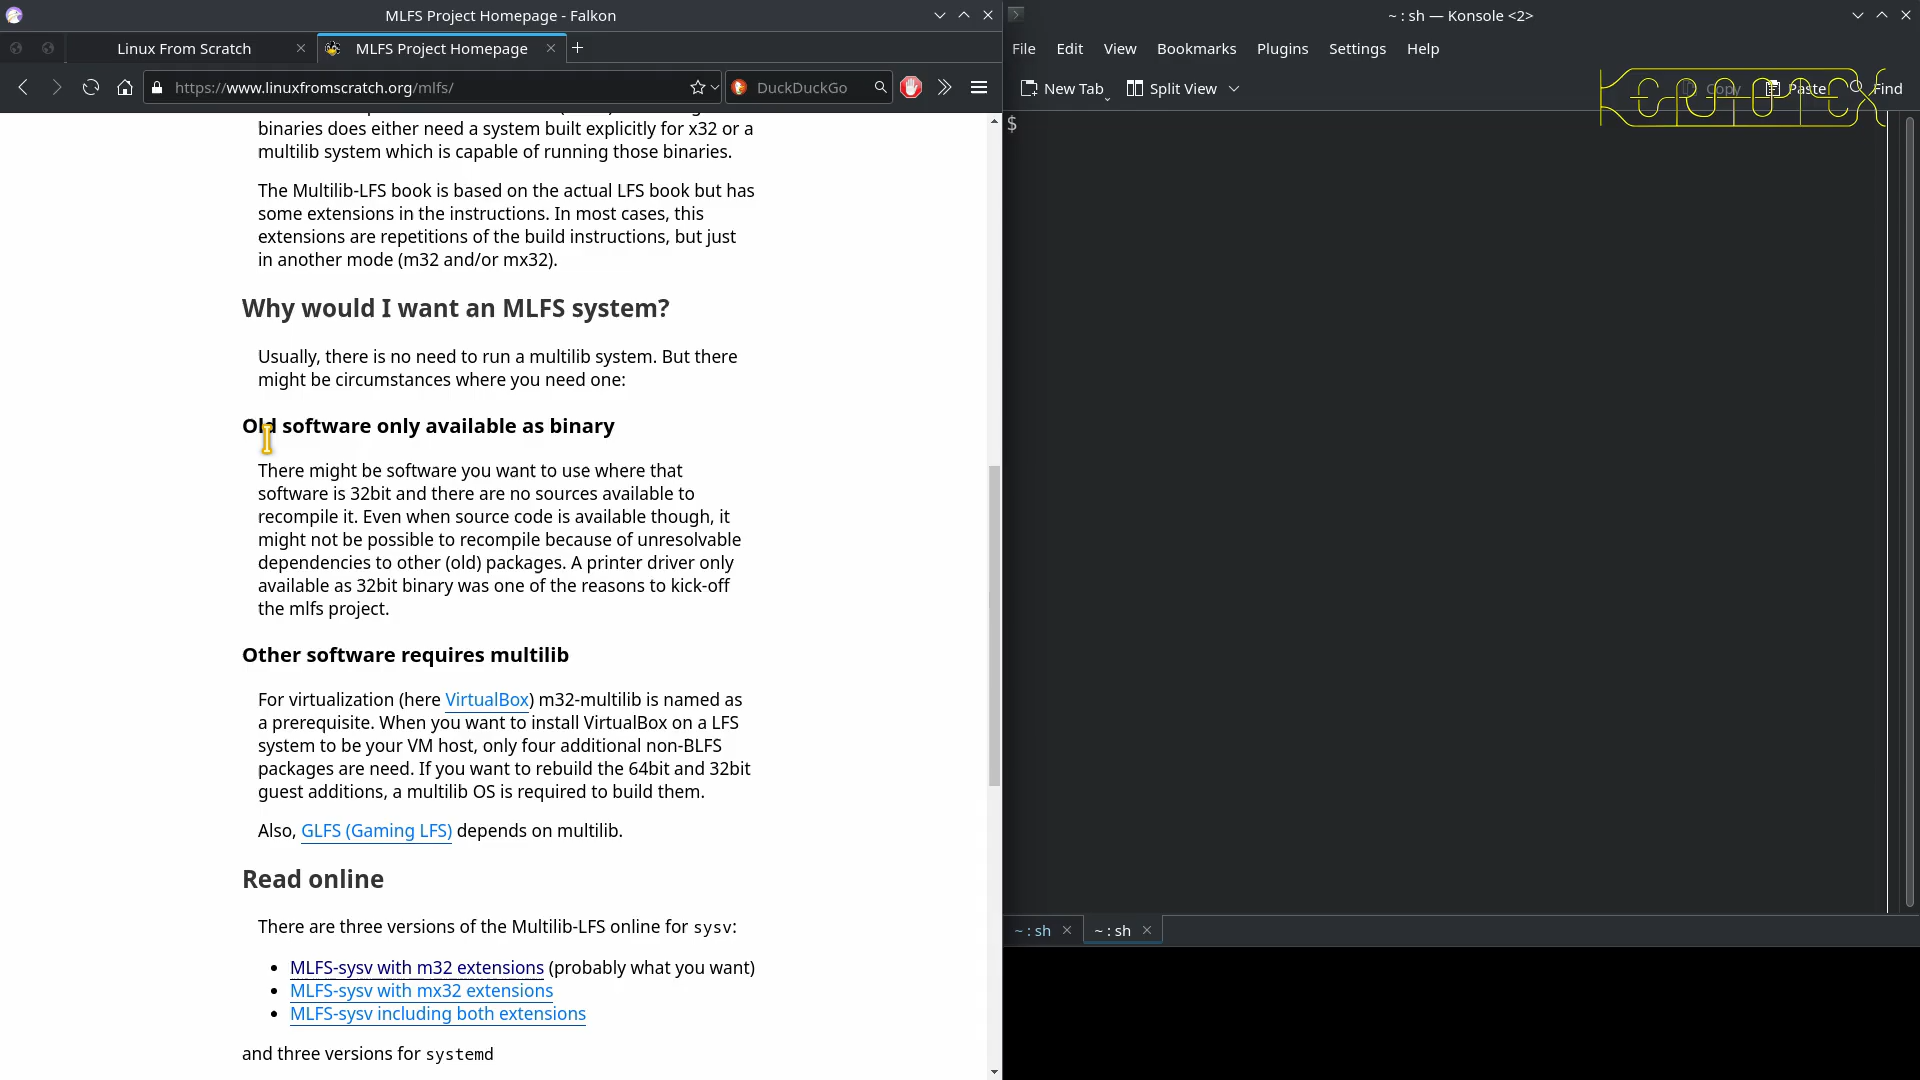 MLFS Project Homepage - Falkon
Linux From Scratch
MLFS Project Homepage
https://www.linuxfromscratch.org/mlfs/
DuckDuckGo
binaries does either need a system built explicitly for x32 or a
multilib system which is capable of running those binaries.
The Multilib-LFS book is based on the actual LFS book but has
some extensions in the instructions. In most cases, this
extensions are repetitions of the build instructions, but just
in another mode (m32 and/or mx32).
Why would I want an MLFS system?
Usually, there is no need to run a multilib system. But there
might be circumstances where you need one:
Old software only available as binary
There might be software you want to use where that
software is 32bit and there are no sources available to
recompile it. Even when source code is available though, it
might not be possible to recompile because of unresolvable
dependencies to other (old) packages. A printer driver only
available as 32bit binary was one of the reasons to kick-off
the mlfs project.
Other software requires multilib
For virtualization (here VirtualBox) m32-multilib is named as
a prerequisite. When you want to install VirtualBox on a LFS
system to be your VM host, only four additional non-BLFS
packages are need. If you want to rebuild the 64bit and 32bit
guest additions, a multilib OS is required to build them.
Also, GLFS (Gaming LFS) depends on multilib.
Read online
There are three versions of the Multilib-LFS online for sysv:
• MLFS-sysv with m32 extensions (probably what you want)
• MLFS-sysv with mx32 extensions
• MLFS-sysv including both extensions
and three versions for systemd
~ : sh — Konsole <2>
File Edit View Bookmarks Plugins Settings Help
New Tab Split View Copy Paste Find
$
~ : sh
~ : sh